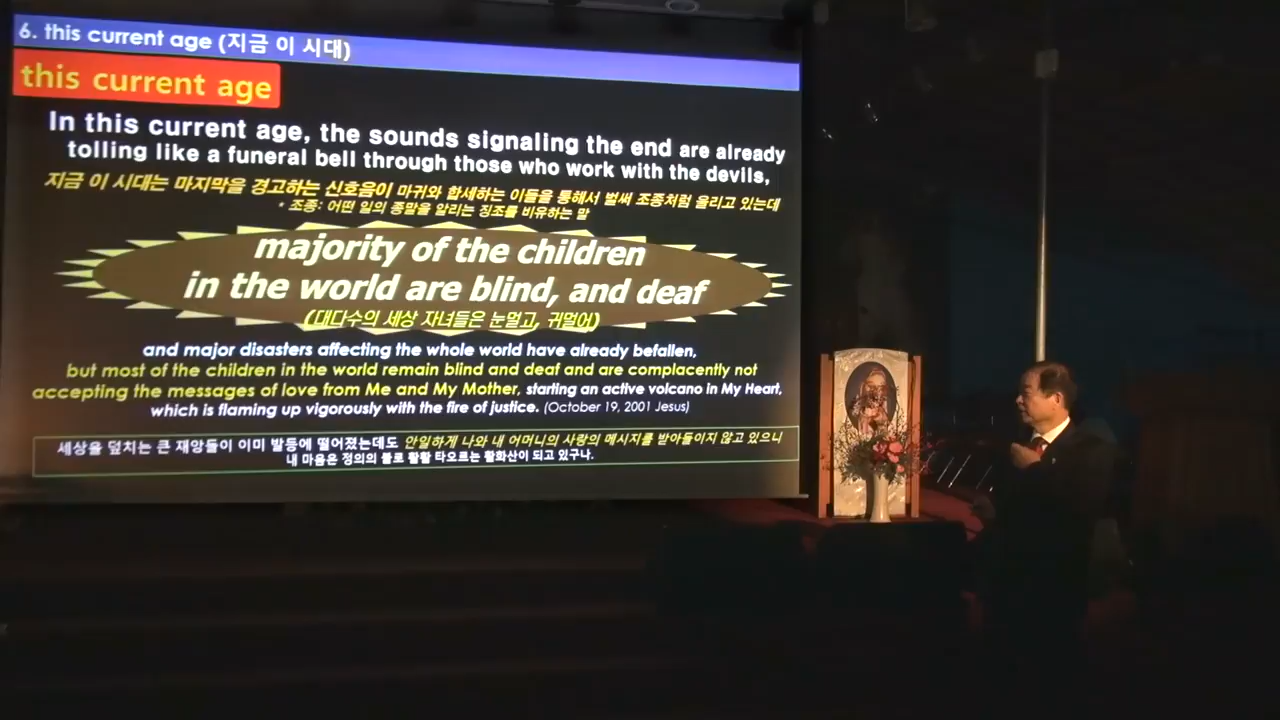 6. this current age (지금 이 시대)
this current age
In this current age, the sounds signaling the end are already
tolling like a funeral bell through those who work with the devils,
지금 이 시대는 마지막을 경고하는 신호음이 마귀와 합세하는 이들을 통해서 벌써 조종처럼 울리고 있는데
* 조종: 어떤 일의 종말을 알리는 징조를 비유하는 말
majority of the children
in the world are blind, and deaf
(대다수의 세상 자녀들은 눈멀고, 귀멀어)
and major disasters affecting the whole world have already befallen,
but most of the children in the world remain blind and deaf and are complacently not
accepting the messages of love from Me and My Mother, starting an active volcano in My Heart,
which is flaming up vigorously with the fire of justice. (October 19, 2001 Jesus)
세상을 덮치는 큰 재앙들이 이미 발등에 떨어졌는데도 안일하게 나와 내 어머니의 사랑의 메시지를 받아들이지 않고 있으니
내 마음은 정의의 불로 활활 타오르는 활화산이 되고 있구나.